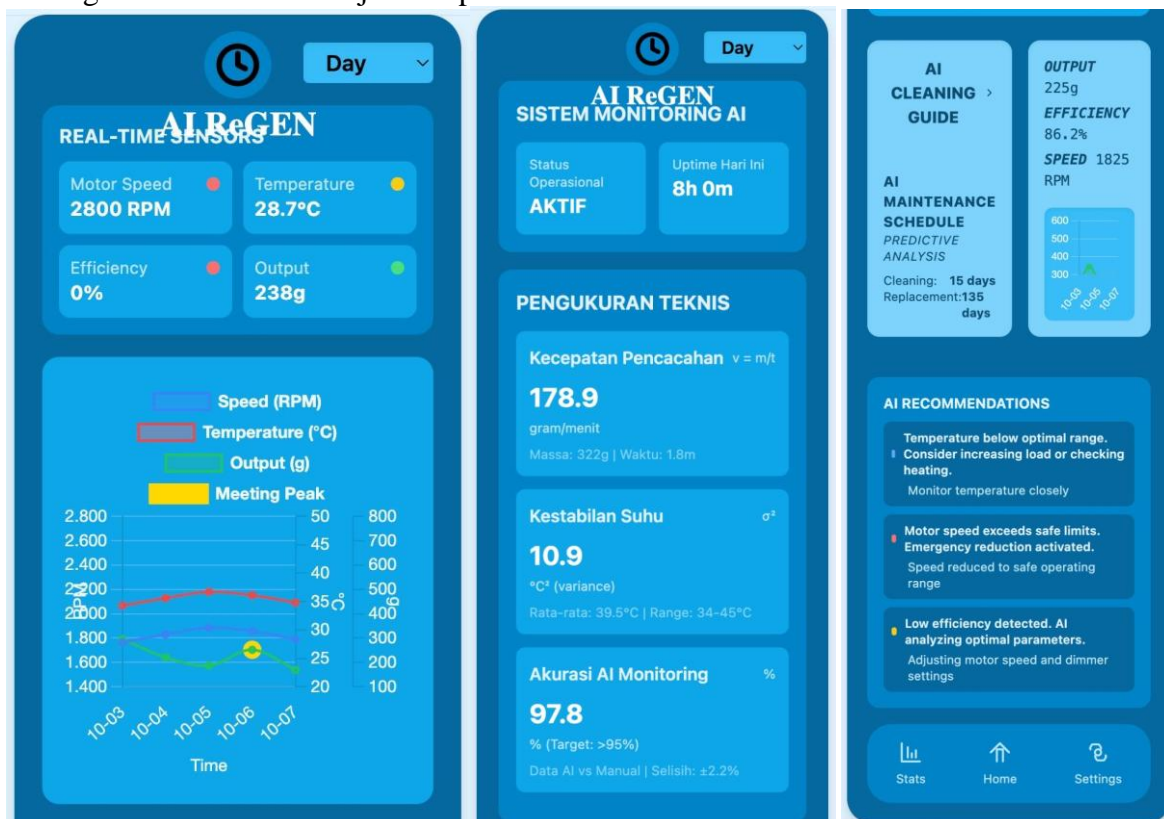 Day
AI ReGEN
REAL-TIME SENSORS
Motor Speed
2800 RPM
Temperature
28.7°C
Efficiency
0%
Output
238g
Speed (RPM)
Temperature (°C)
Output (g)
Meeting Peak
2.800
2.600
2.400
2.200
2.000
1.800
1.600
1.400
RPM
50
45
40
35
30
25
20
°C
800
700
600
500
400
300
200
100
g
10-03
10-04
10-05
10-06
10-07
Time
Day
AI ReGEN
SISTEM MONITORING AI
Status
Operasional
AKTIF
Uptime Hari Ini
8h 0m
PENGUKURAN TEKNIS
Kecepatan Pencacahan v = m/t
178.9
gram/menit
Massa: 322g | Waktu: 1.8m
Kestabilan Suhu σ²
10.9
°C² (variance)
Rata-rata: 39.5°C | Range: 34-45°C
Akurasi AI Monitoring %
97.8
% (Target: >95%)
Data AI vs Manual | Selisih: ±2.2%
AI
CLEANING ›
GUIDE
AI
MAINTENANCE
SCHEDULE
PREDICTIVE
ANALYSIS
Cleaning: 15 days
Replacement:135
days
OUTPUT
225g
EFFICIENCY
86.2%
SPEED 1825
RPM
600
500
400
300
10-03
10-05
10-07
AI RECOMMENDATIONS
Temperature below optimal range.
Consider increasing load or checking
heating.
Monitor temperature closely
Motor speed exceeds safe limits.
Emergency reduction activated.
Speed reduced to safe operating
range
Low efficiency detected. AI
analyzing optimal parameters.
Adjusting motor speed and dimmer
settings
Stats
Home
Settings